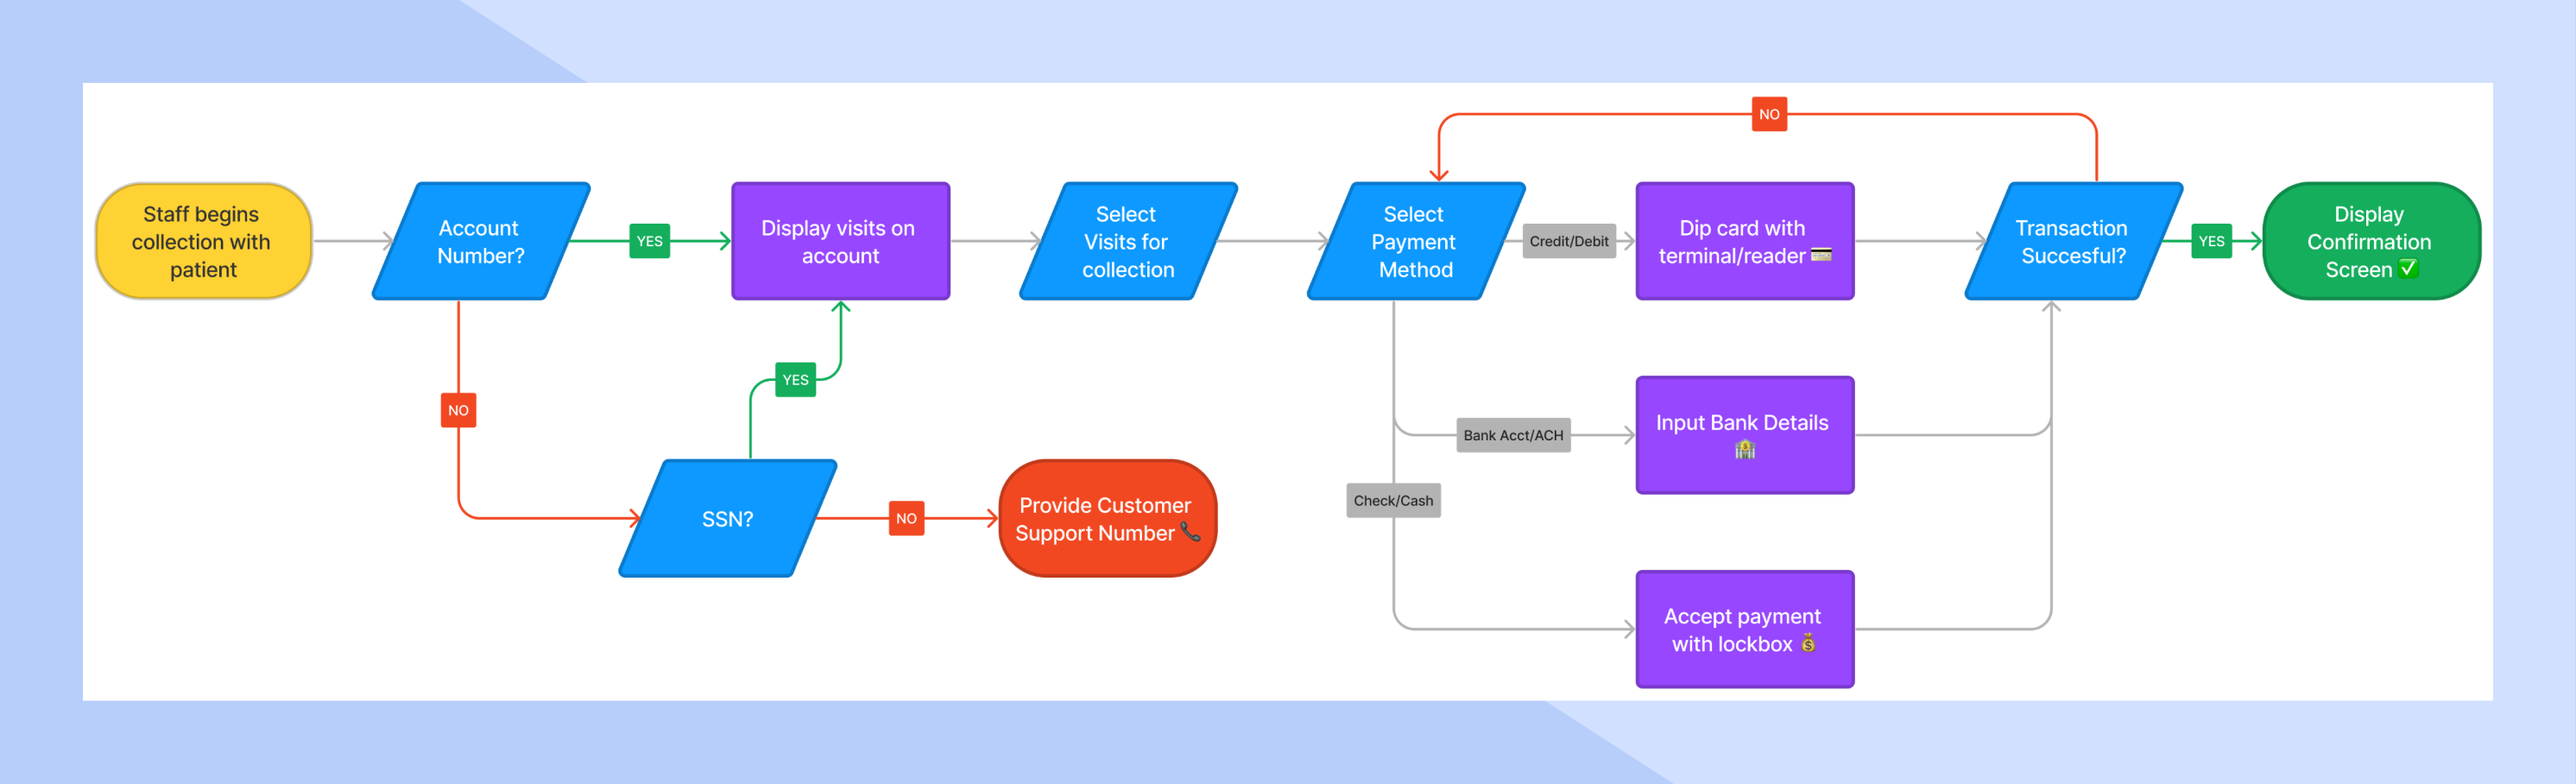 NO
Staff begins
collection with
patient
Account
Number?
YES
Display visits on
account
Select
Visits for
collection
Select
Payment
Method
Credit/Debit
Dip card with
terminal/reader 💳
Transaction
Succesful?
YES
Display
Confirmation
Screen ✅
YES
NO
SSN?
NO
Provide Customer
Support Number 📞
Bank Acct/ACH
Input Bank Details
🏦
Check/Cash
Accept payment
with lockbox 💰